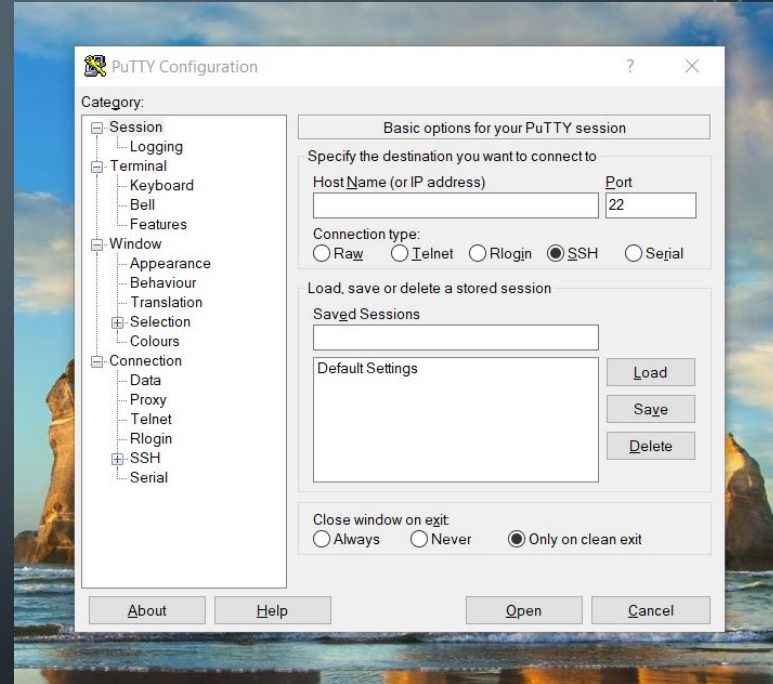 PuTTY Configuration
?
Category:
Session
Logging
Terminal
Keyboard
Bell
Features
Window
Appearance
Behaviour
Translation
Selection
Colours
Connection
Data
Proxy
Telnet
Rlogin
SSH
Serial
Basic options for your PuTTY session
Specify the destination you want to connect to
Host Name (or IP address) Port
22
Connection type:
Raw Telnet Rlogin SSH Serial
Load, save or delete a stored session
Saved Sessions
Default Settings
Load
Save
Delete
Close window on exit:
Always Never Only on clean exit
About Help Open Cancel